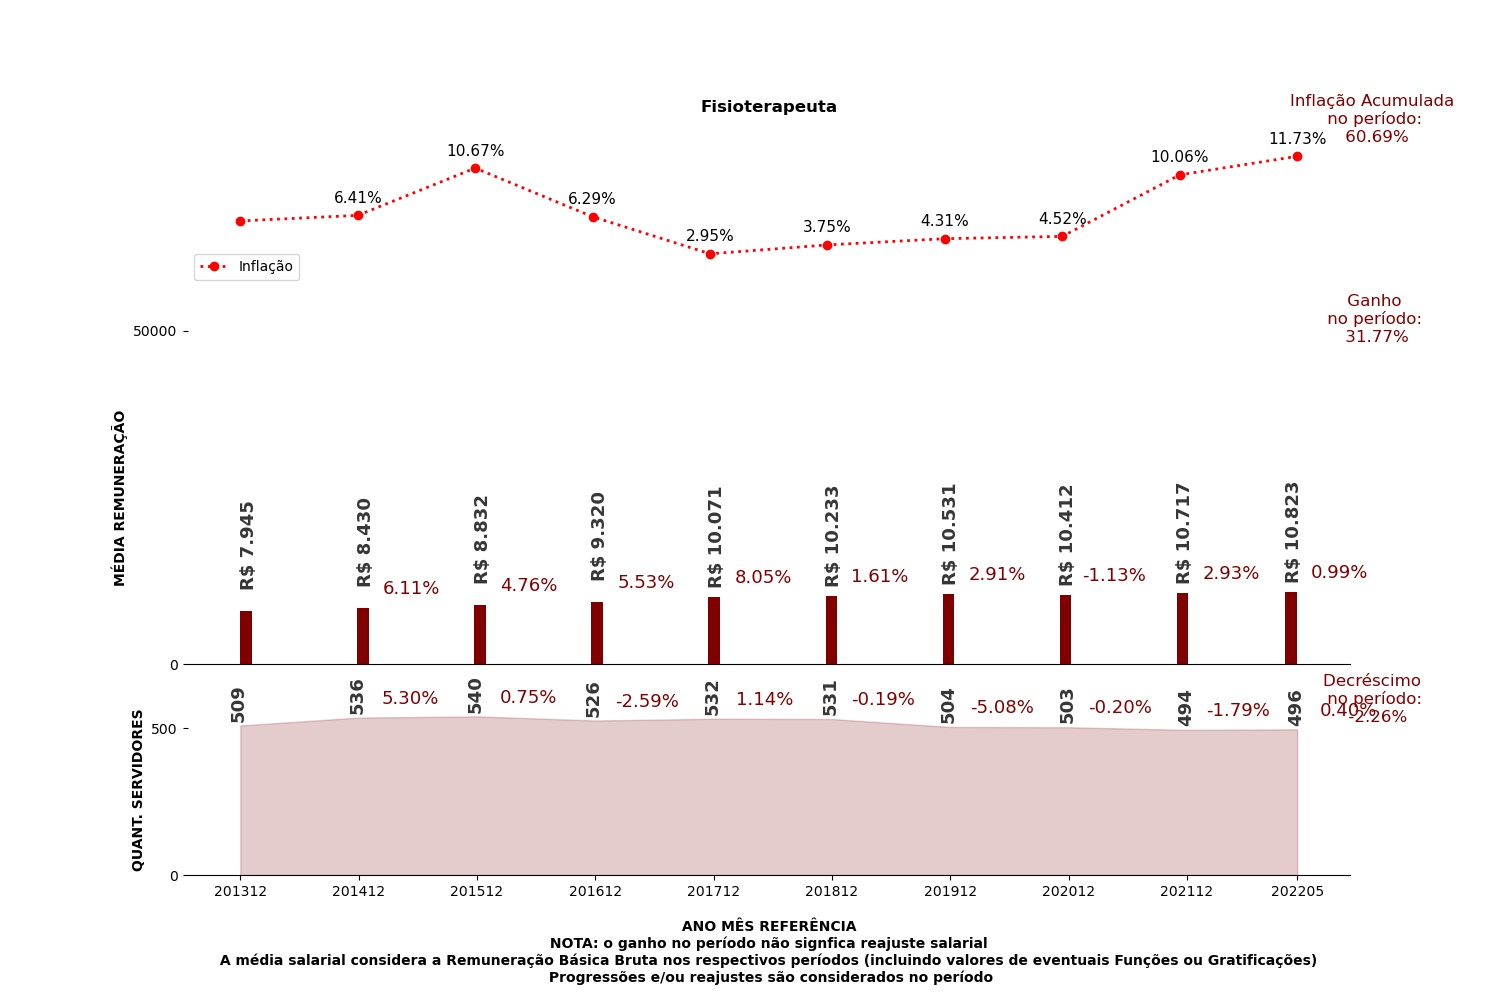 Fisioterapeuta
Inflação Acumulada
no período:
60.69%
6.41%
10.67%
6.29%
2.95%
3.75%
4.31%
4.52%
10.06%
11.73%
Inflação
Ganho
no período:
31.77%
50000
0
MÉDIA REMUNERAÇÃO
R$ 7.945
R$ 8.430
R$ 8.832
R$ 9.320
R$ 10.071
R$ 10.233
R$ 10.531
R$ 10.412
R$ 10.717
R$ 10.823
6.11%
4.76%
5.53%
8.05%
1.61%
2.91%
-1.13%
2.93%
0.99%
Decréscimo
no período:
-2.26%
509
536
540
526
532
531
504
503
494
496
5.30%
0.75%
-2.59%
1.14%
-0.19%
-5.08%
-0.20%
-1.79%
0.40%
500
0
QUANT. SERVIDORES
201312
201412
201512
201612
201712
201812
201912
202012
202112
202205
ANO MÊS REFERÊNCIA
NOTA: o ganho no período não signfica reajuste salarial
A média salarial considera a Remuneração Básica Bruta nos respectivos períodos (incluindo valores de eventuais Funções ou Gratificações)
Progressões e/ou reajustes são considerados no período